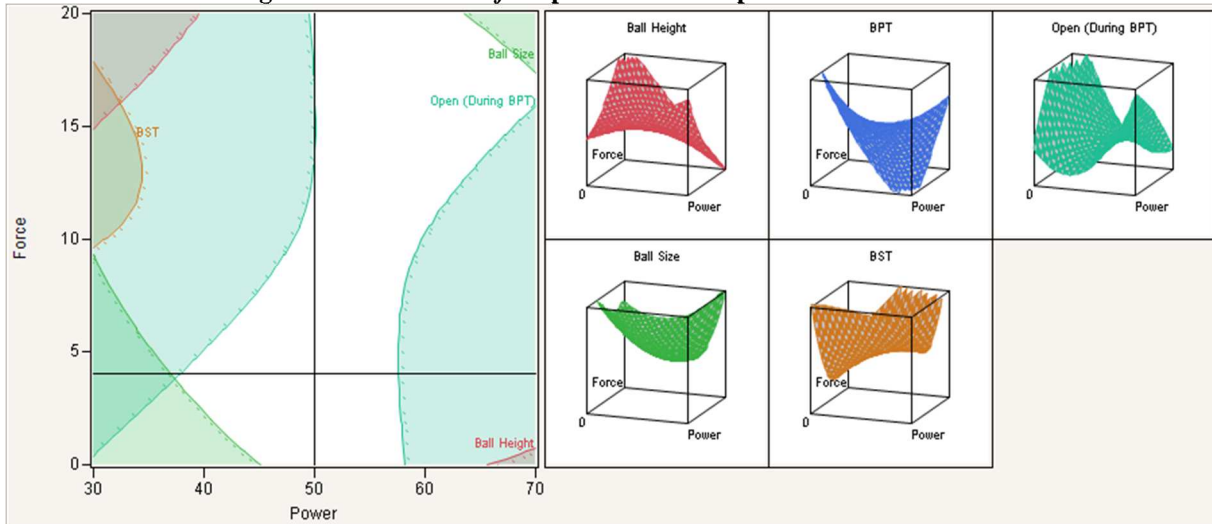 20
15
10
5
0
Force
30
40
50
60
70
Power
Ball Size
Open (During BPT)
BST
Ball Height
Ball Height
Force
0
Power
BPT
Force
0
Power
Open (During BPT)
Force
0
Power
Ball Size
Force
0
Power
BST
Force
0
Power